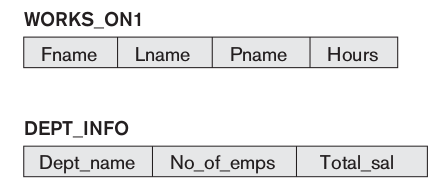 WORKS_ON1
Fname Lname Pname Hours
DEPT_INFO
Dept_name No_of_emps Total_sal